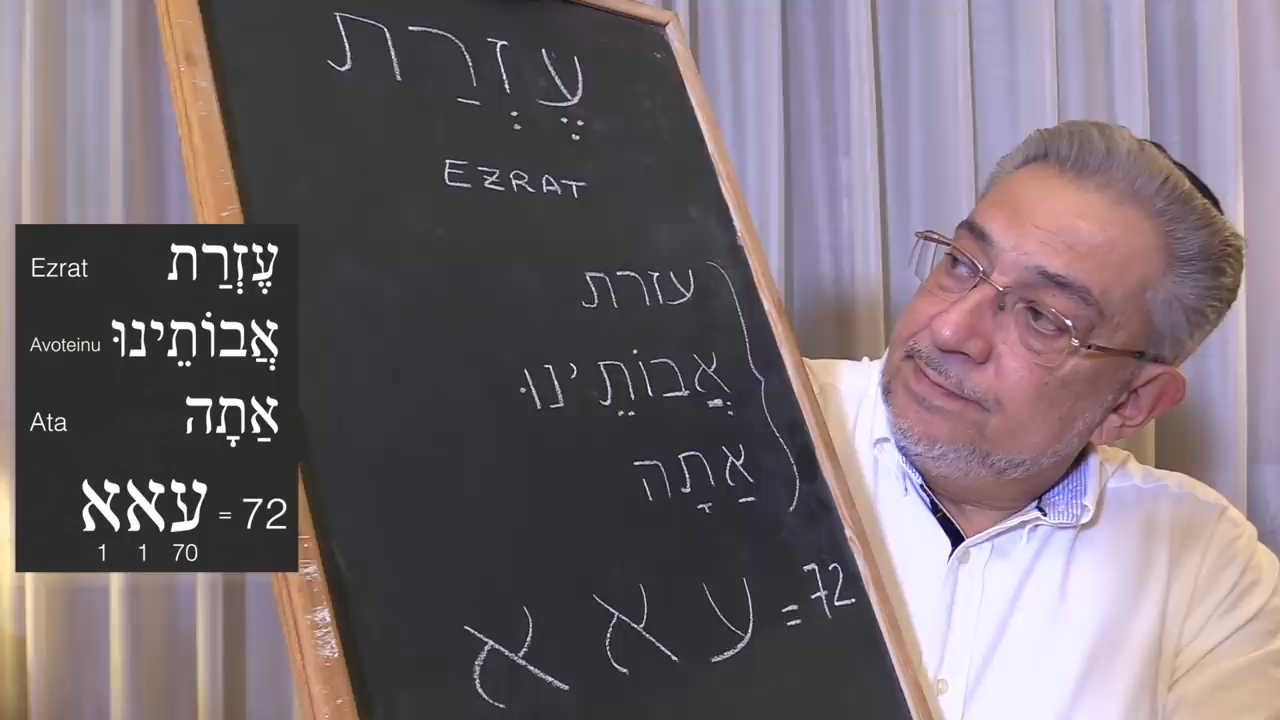 עֶזְרַת
EZRAT
עזרת
אֲבוֹתֵינוּ
אַתָה
עאא = 72
Ezrat עֶזְרַת
Avoteinu אֲבוֹתֵינוּ
Ata אַתָה
עאא = 72
1 1 70